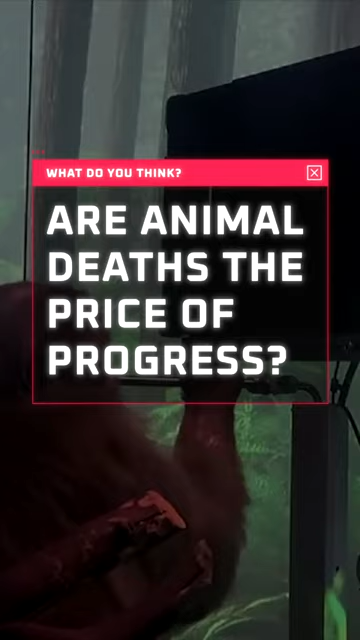 WHAT DO YOU THINK?
ARE ANIMAL
DEATHS THE
PRICE OF
PROGRESS?